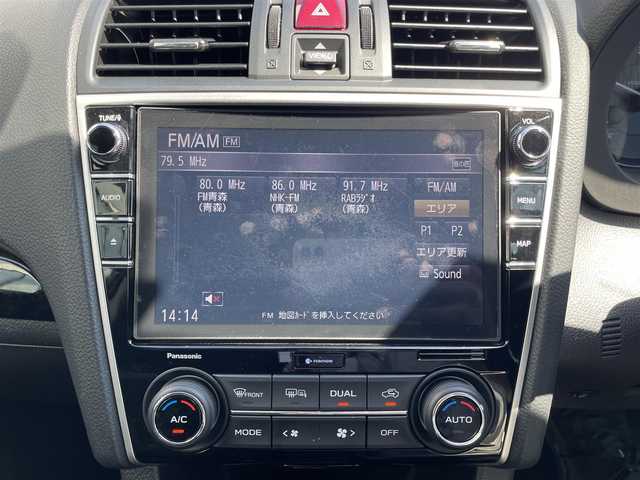 VIEW
TUNE/
VOL
FM/AM FM
79.5 MHz
80.0 MHz 86.0 MHz 91.7 MHz FM/AM
FM青森 NHK-FM RABラジオ
(青森) (青森) (青森)
エリア
P1 P2
エリア更新
Sound
14:14
FM 地図カードを挿入してください
AUDIO
MENU
MAP
Panasonic
FRONT
DUAL
A/C
AUTO
MODE
OFF